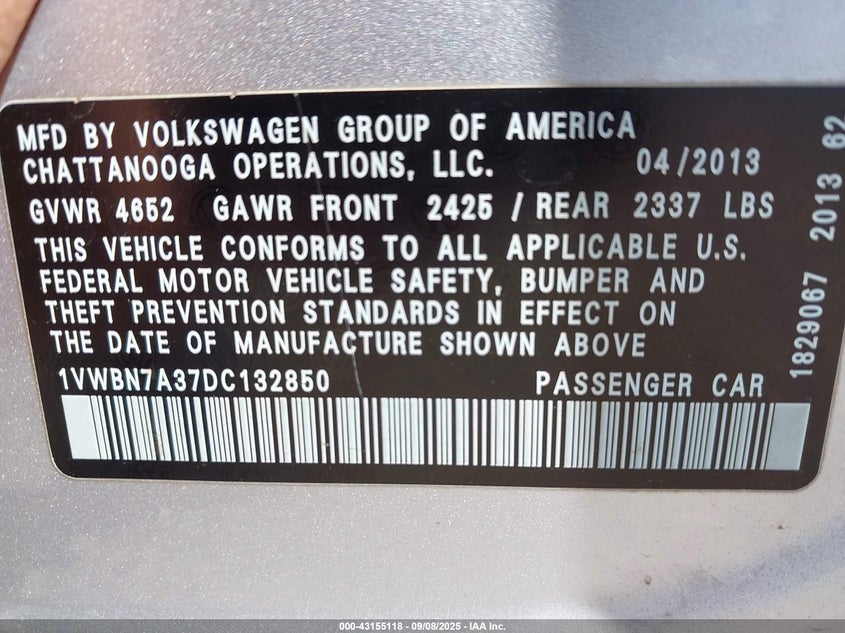 MFD BY VOLKSWAGEN GROUP OF AMERICA
CHATTANOOGA OPERATIONS, LLC. 04/2013
GVWR 4652 GAWR FRONT 2425 / REAR 2337 LBS
THIS VEHICLE CONFORMS TO ALL APPLICABLE U.S.
FEDERAL MOTOR VEHICLE SAFETY, BUMPER AND
THEFT PREVENTION STANDARDS IN EFFECT ON
THE DATE OF MANUFACTURE SHOWN ABOVE
1VWBN7A37DC132850 PASSENGER CAR
1829067 2013 62
000-43155118 - 09/08/2025 - IAA Inc.